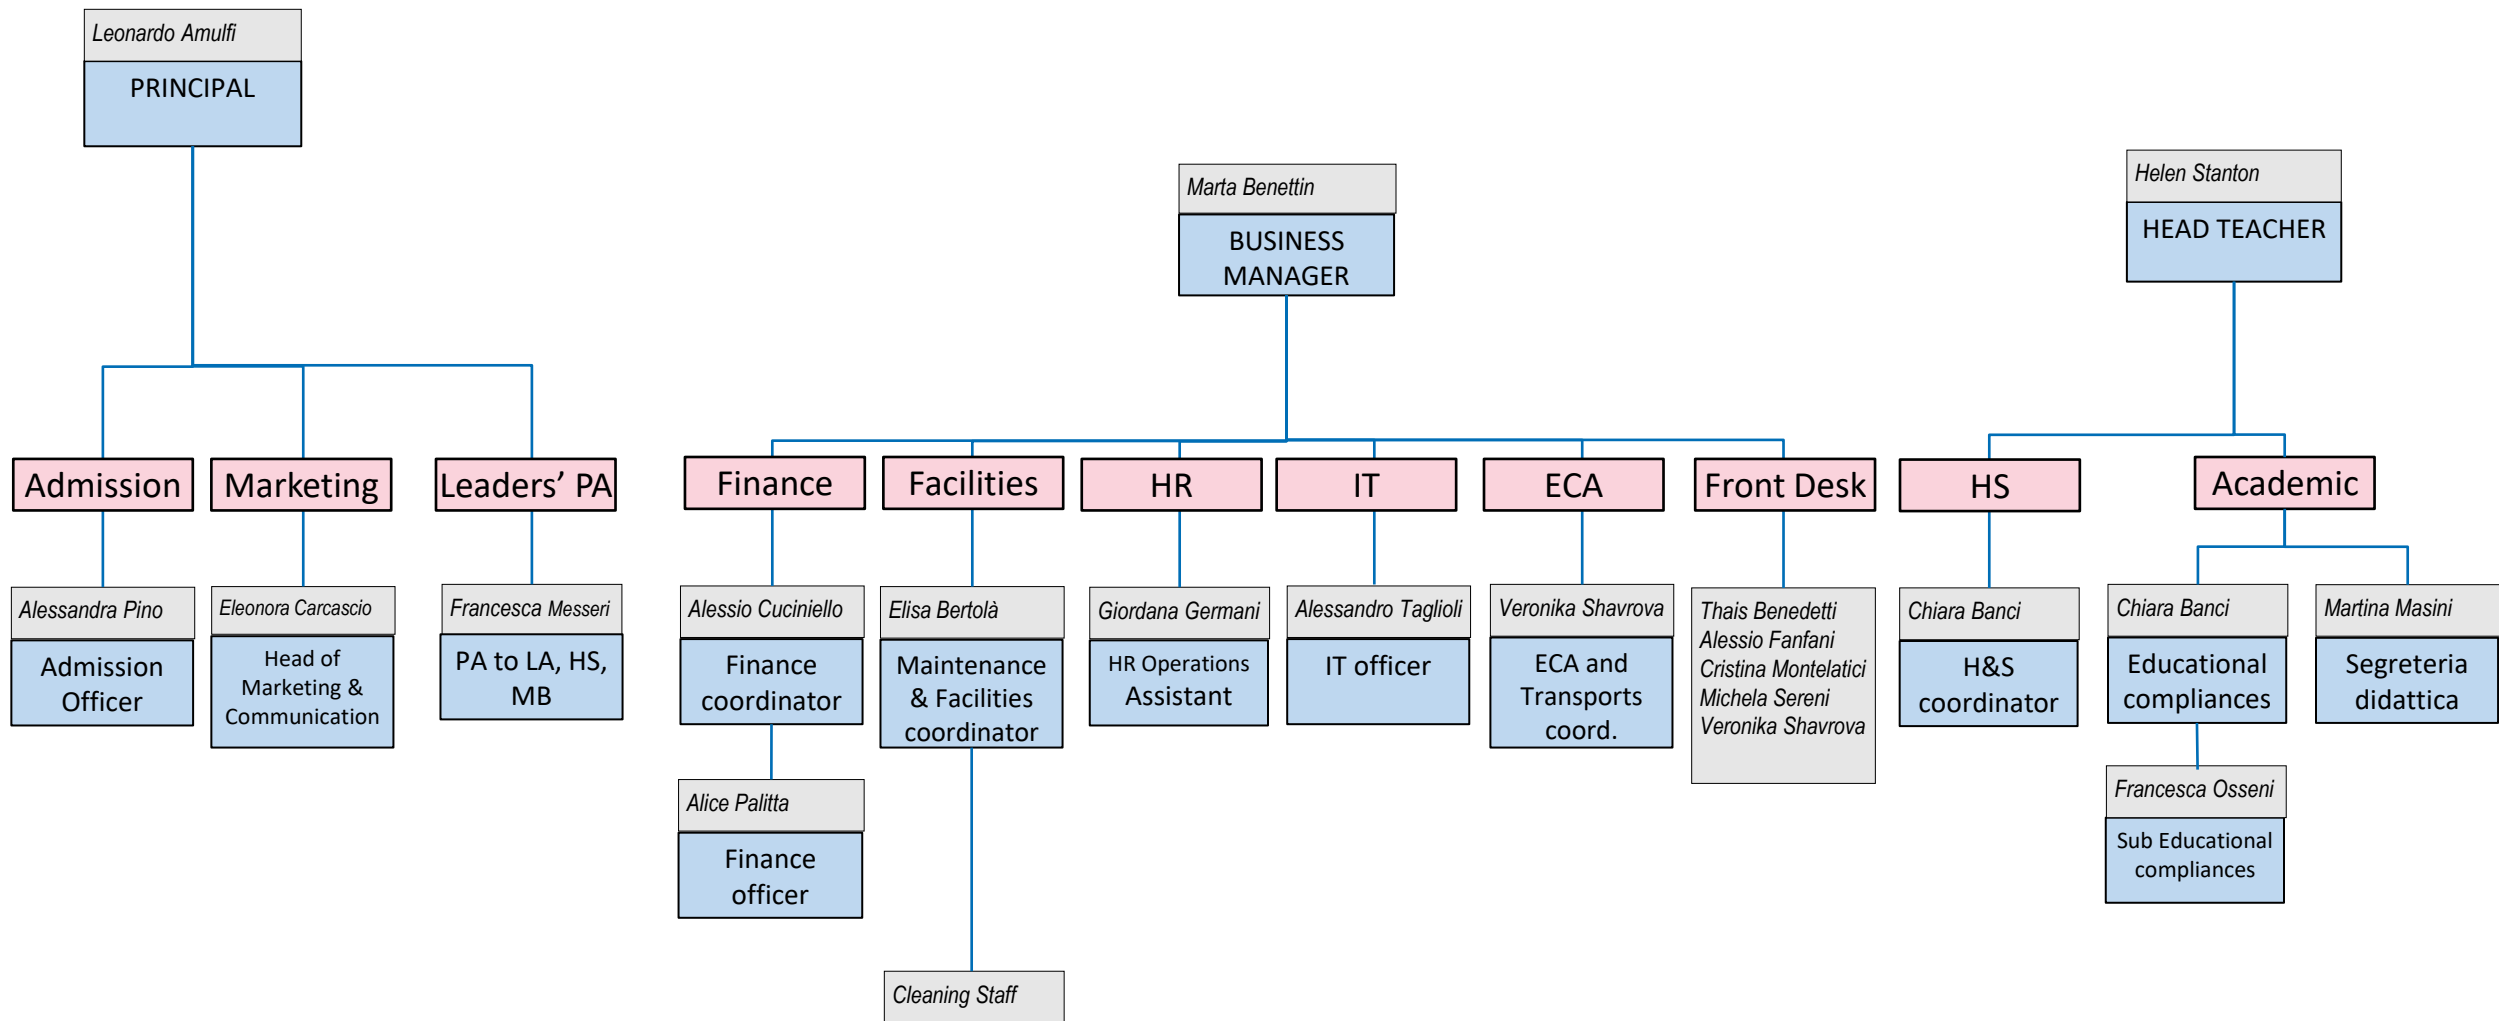 Leonardo Amulfi
PRINCIPAL
Marta Benettin
BUSINESS
MANAGER
Helen Stanton
HEAD TEACHER
Admission
Marketing
Leaders’ PA
Finance
Facilities
HR
IT
ECA
Front Desk
HS
Academic
Alessandra Pino
Admission
Officer
Eleonora Carcascio
Head of
Marketing &
Communication
Francesca Messeri
PA to LA, HS,
MB
Alessio Cuciniello
Finance
coordinator
Elisa Bertolà
Maintenance
& Facilities
coordinator
Giordana Germani
HR Operations
Assistant
Alessandro Taglioli
IT officer
Veronika Shavrova
ECA and
Transports
coord.
Thais Benedetti
Alessio Fanfani
Cristina Montelatici
Michela Sereni
Veronika Shavrova
Chiara Banci
H&S
coordinator
Chiara Banci
Educational
compliances
Martina Masini
Segreteria
didattica
Alice Palitta
Finance
officer
Francesca Osseni
Sub Educational
compliances
Cleaning Staff